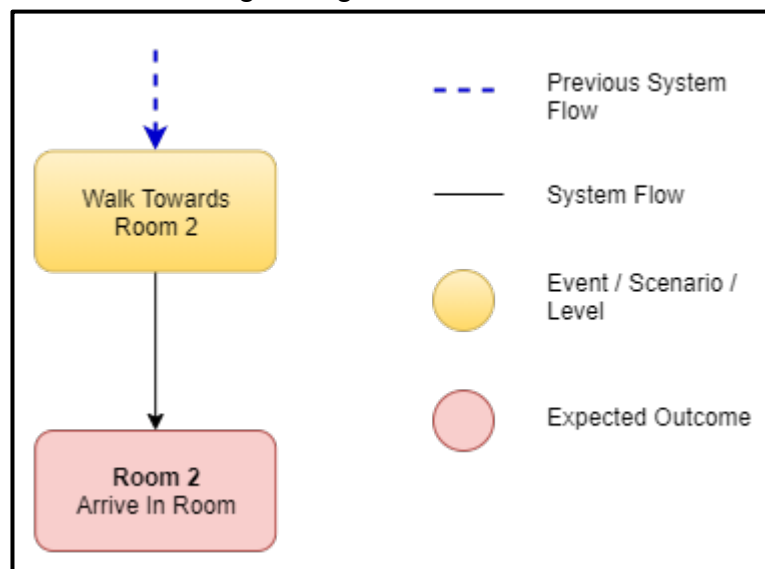 Walk Towards
Room 2
Room 2
Arrive In Room
Previous System
Flow
System Flow
Event / Scenario /
Level
Expected Outcome